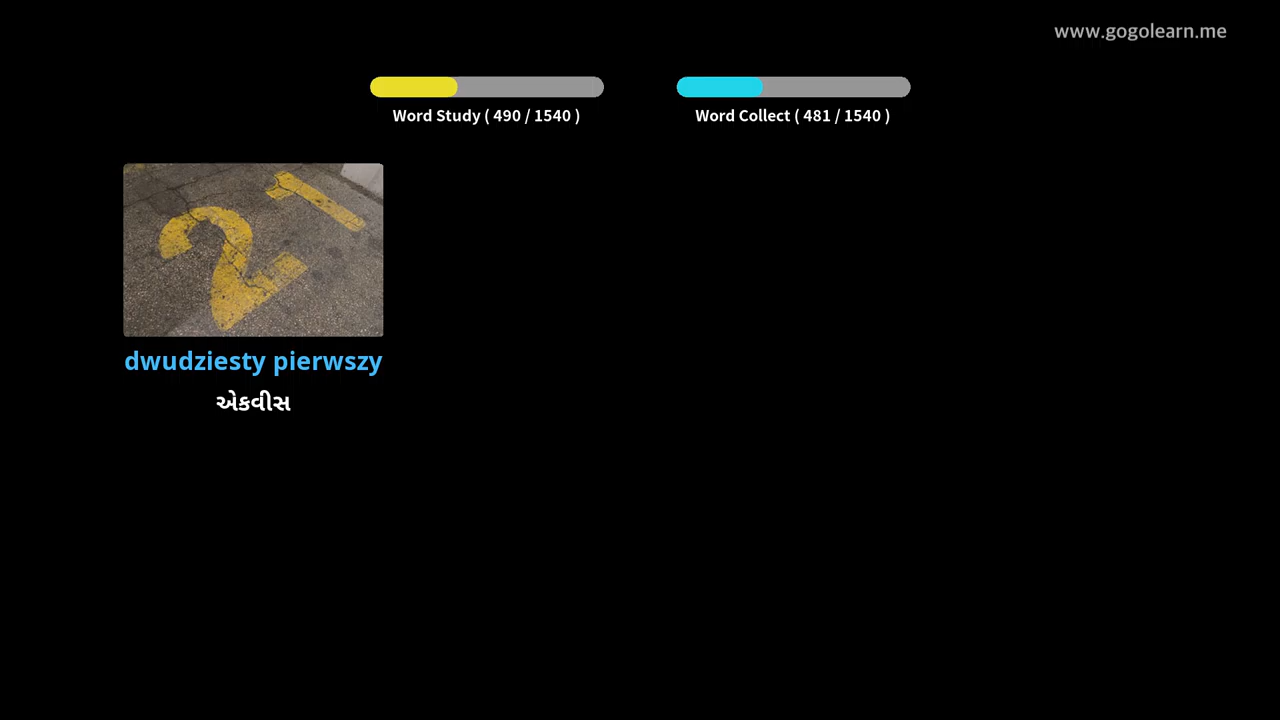 www.gogolearn.me
Word Study ( 490 / 1540 )
Word Collect ( 481 / 1540 )
21
dwudziesty pierwszy
એકવીસ